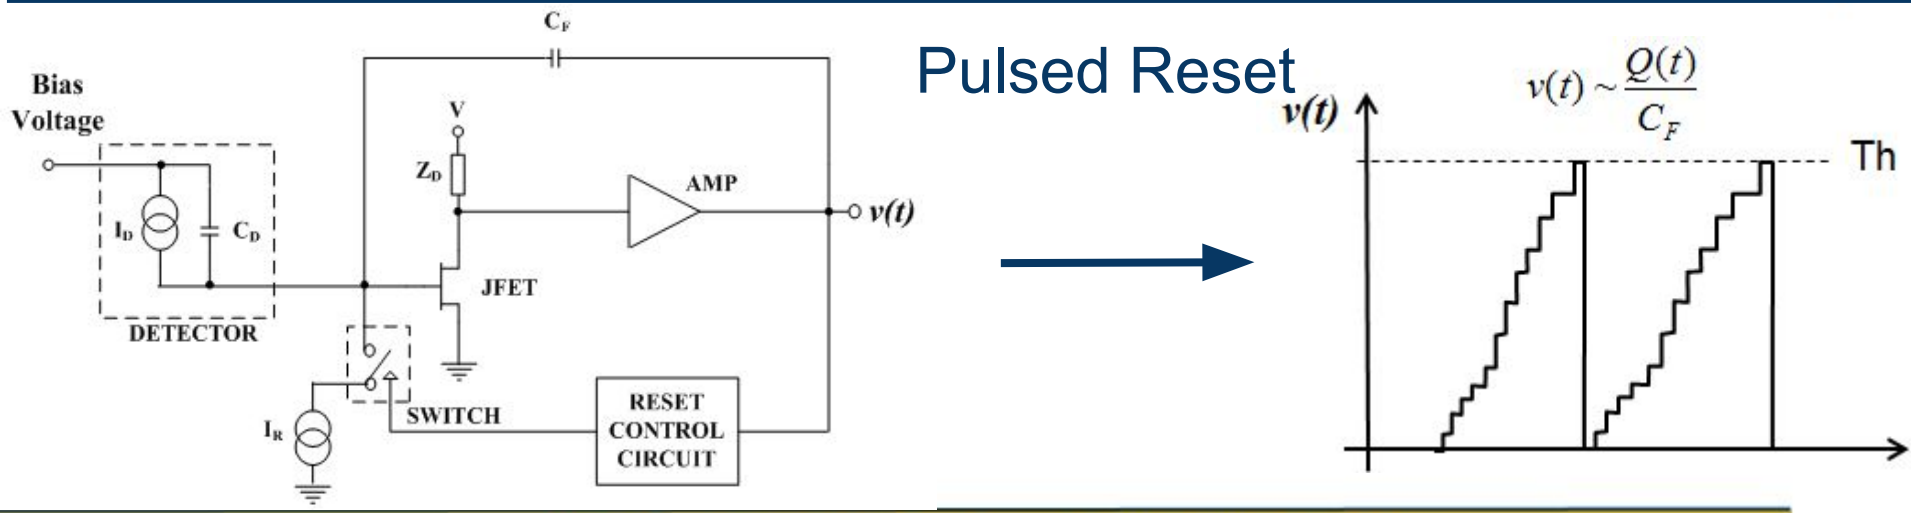 C_F
Pulsed Reset
v(t) ~ Q(t) / C_F
Bias
Voltage
V
v(t)
Z_D
AMP
Th
I_D
C_D
v(t)
JFET
DETECTOR
SWITCH
I_R
RESET
CONTROL
CIRCUIT